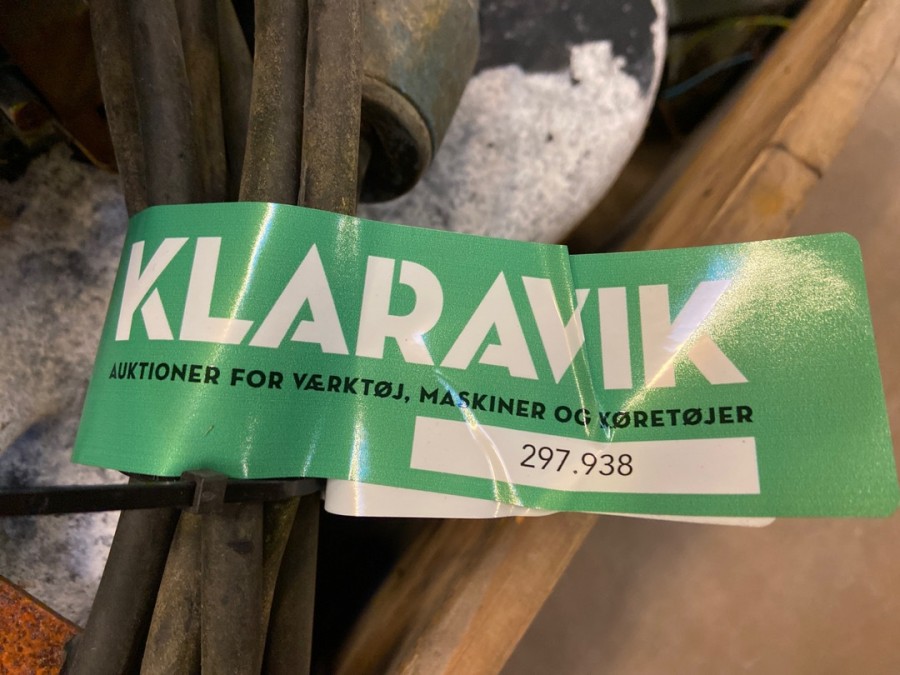 KLARAVIK
AUKTIONER FOR VÆRKTØJ, MASKINER OG KØRETØJER
297.938